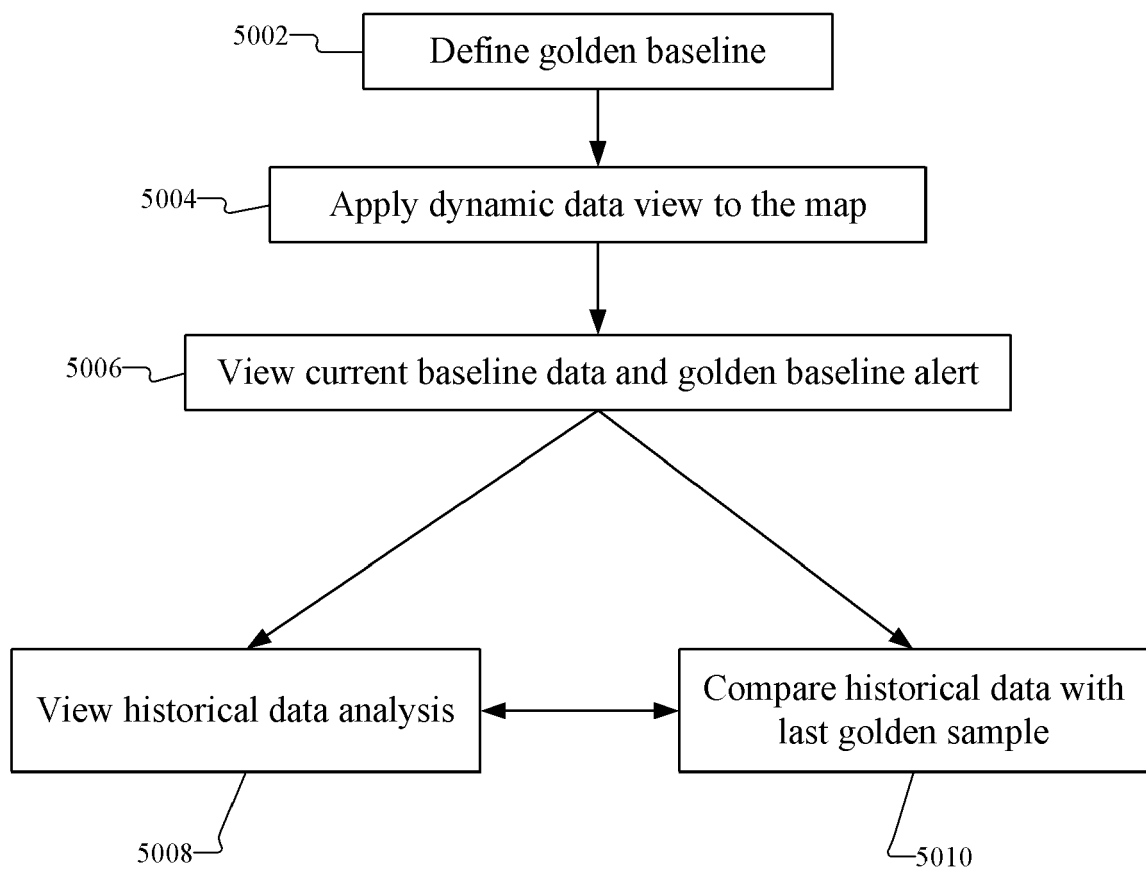 5002
Define golden baseline
5004
Apply dynamic data view to the map
5006
View current baseline data and golden baseline alert
View historical data analysis
Compare historical data with
last golden sample
5008
5010